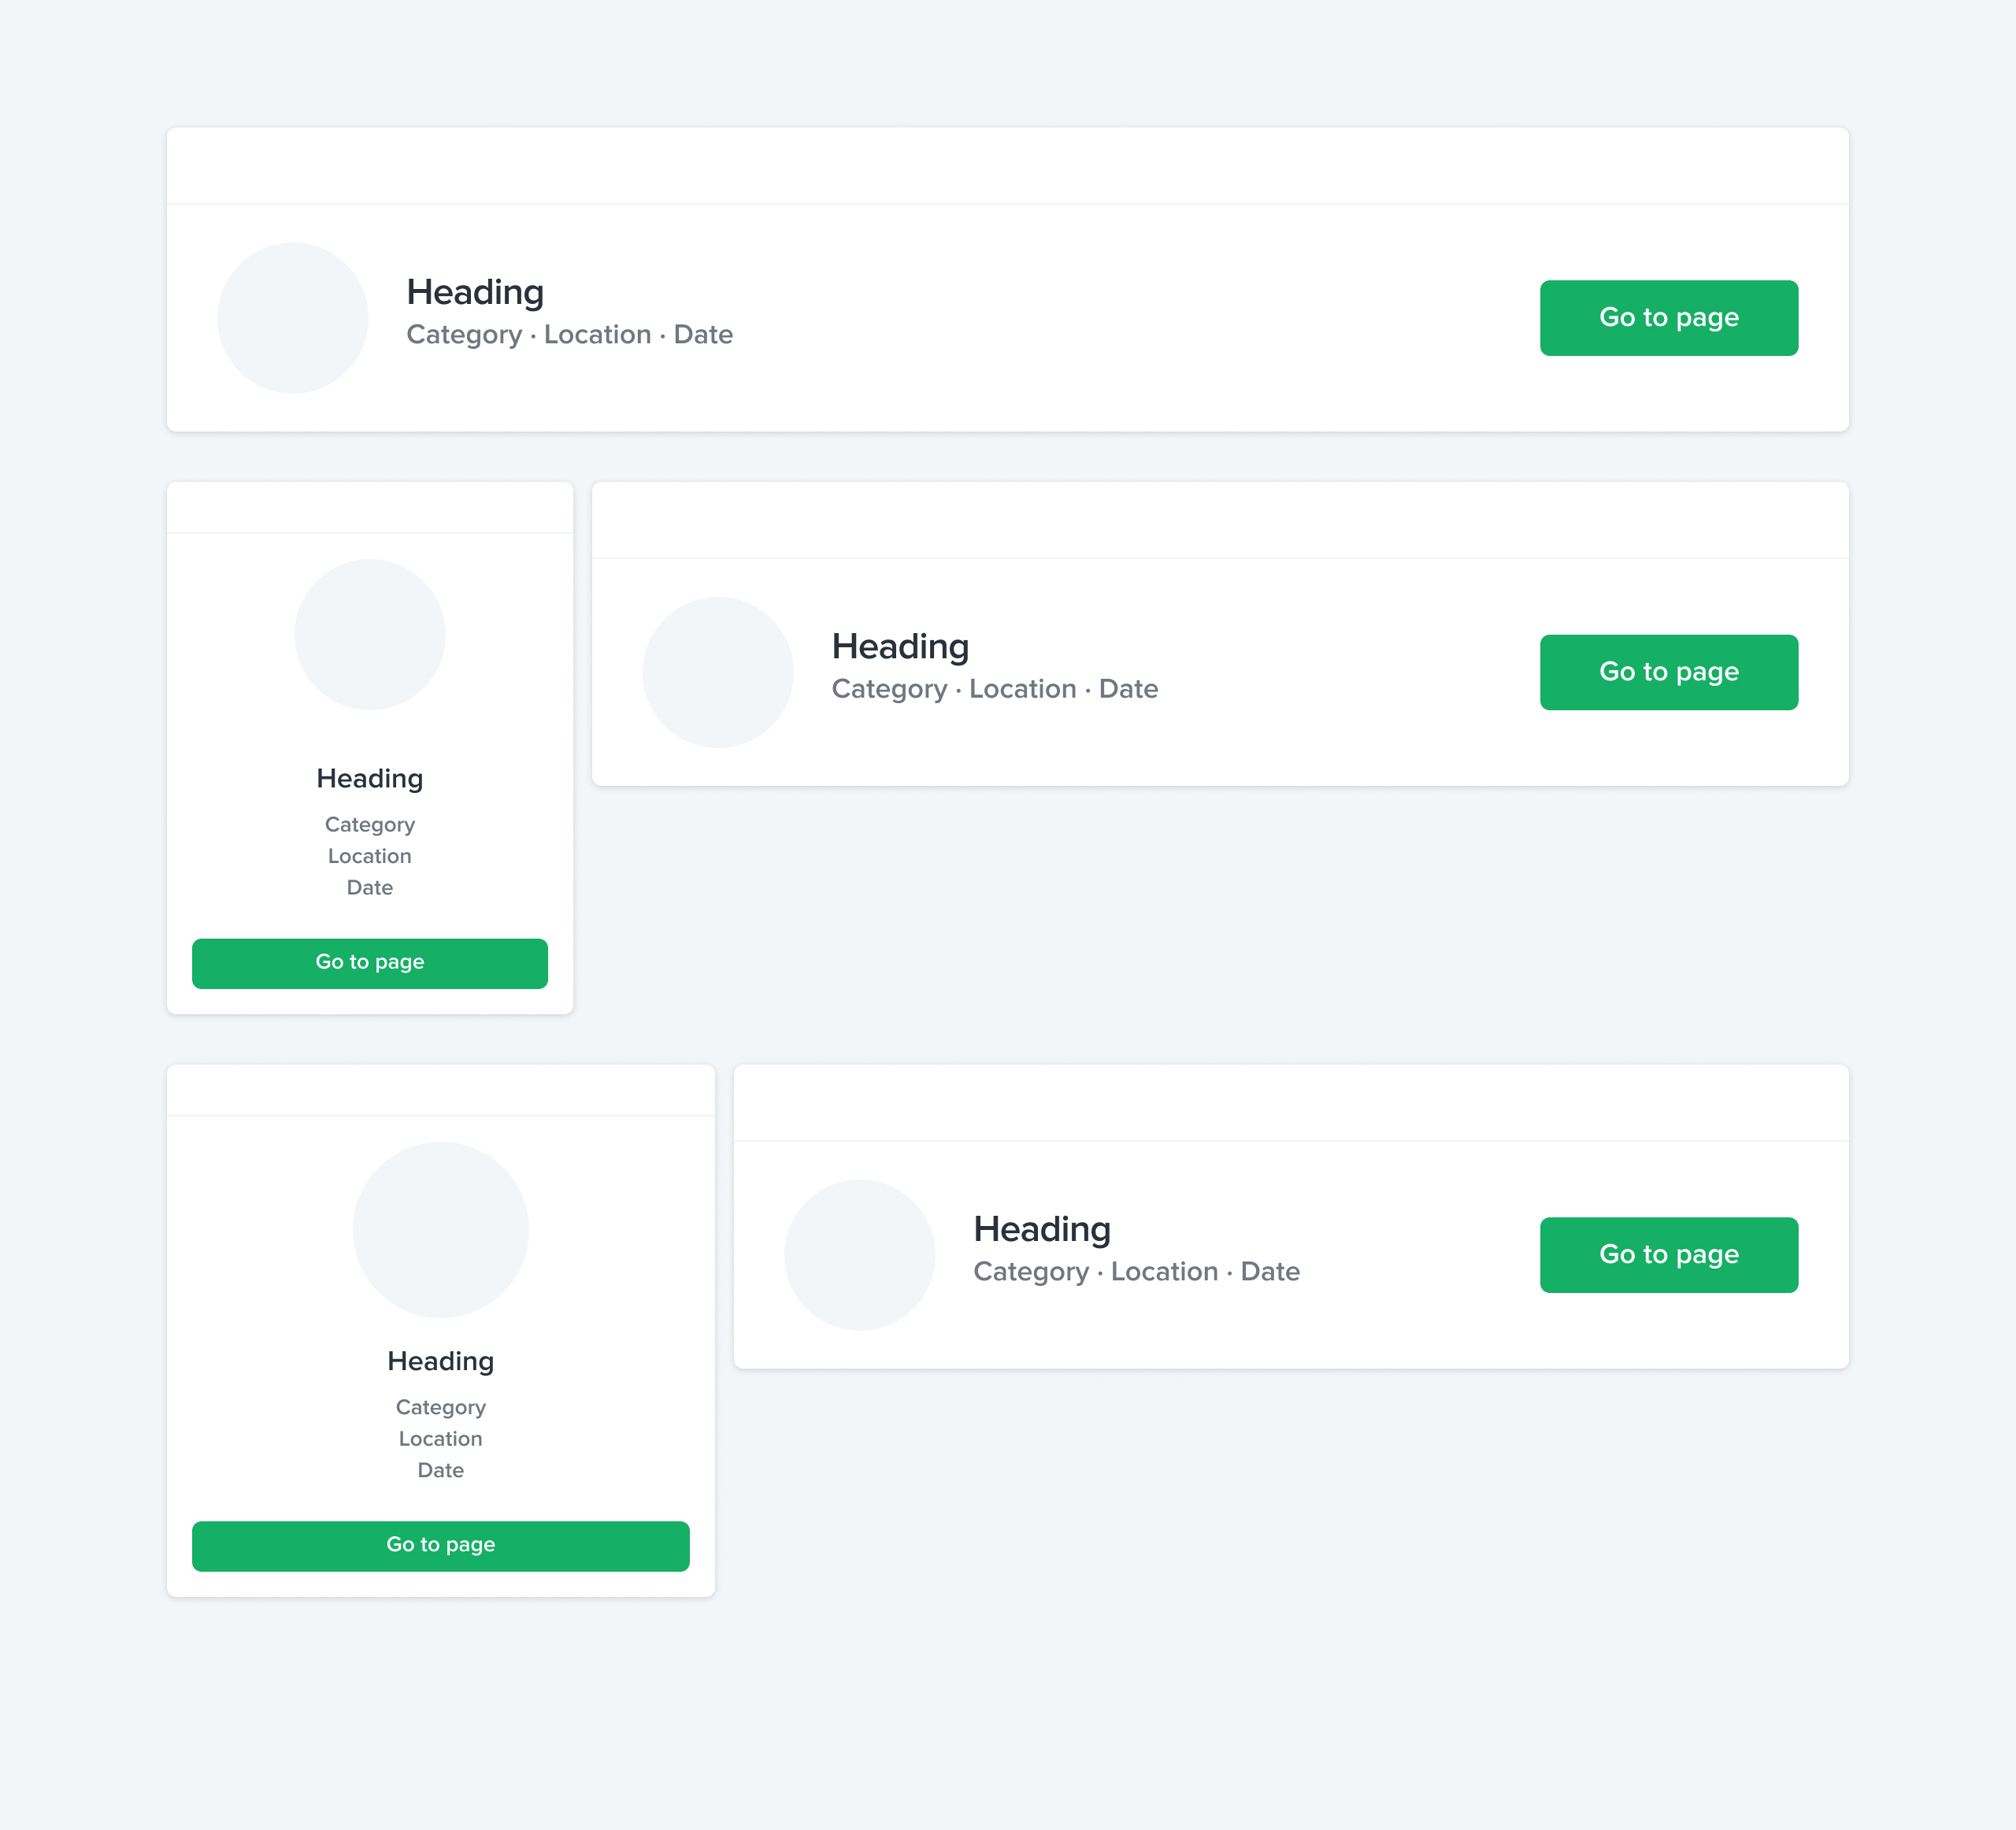 Heading
Category · Location · Date
Go to page
Heading
Category
Location
Date
Go to page
Heading
Category · Location · Date
Go to page
Heading
Category
Location
Date
Go to page
Heading
Category · Location · Date
Go to page